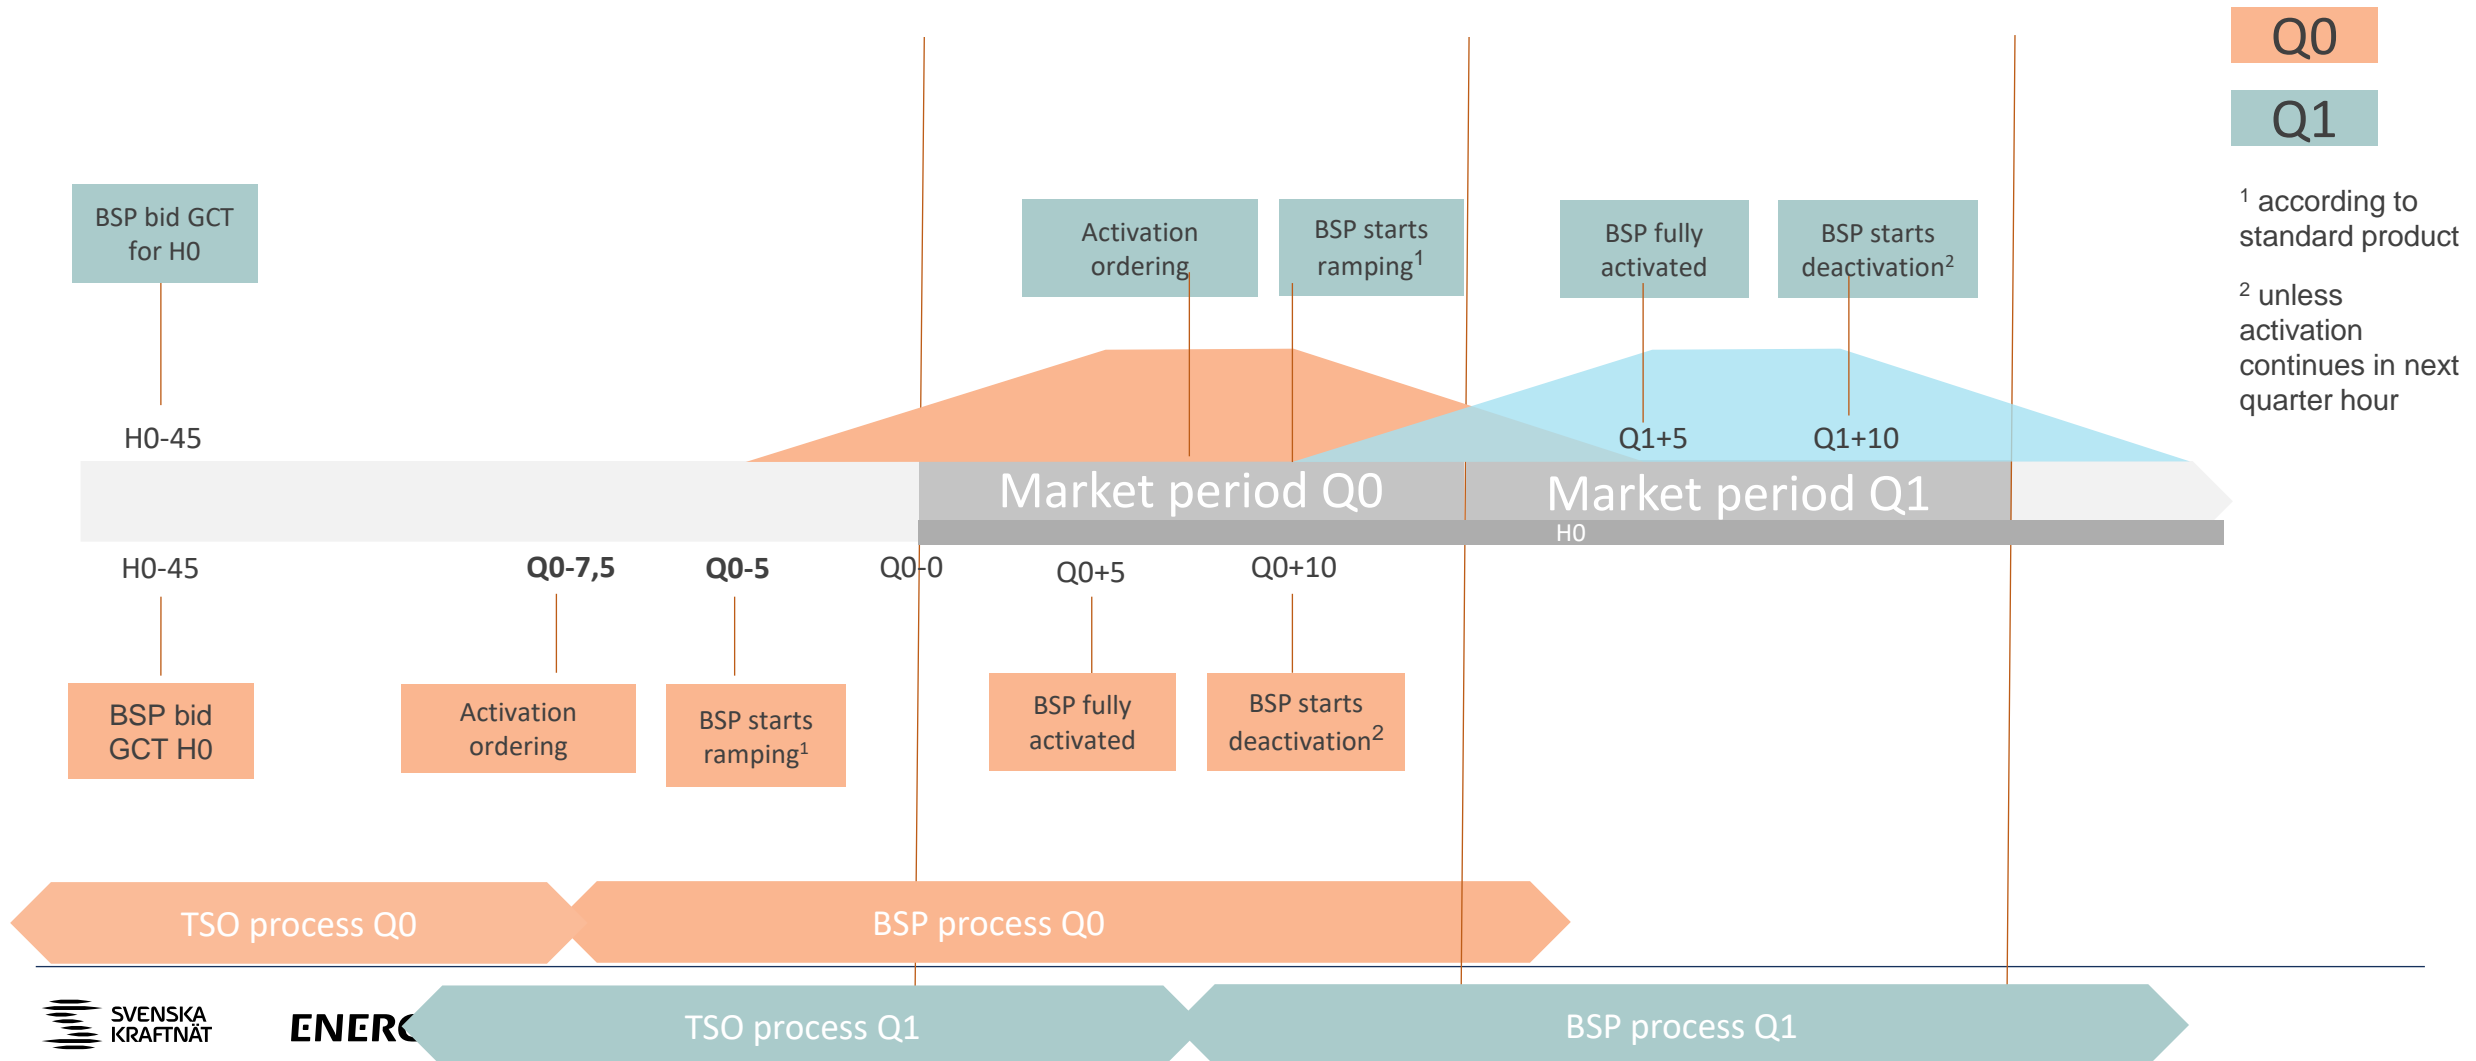 Q0
Q1
¹ according to
standard product
² unless
activation
continues in next
quarter hour
BSP bid GCT
for H0
Activation
ordering
BSP starts
ramping¹
BSP fully
activated
BSP starts
deactivation²
H0-45
Q1+5
Q1+10
Market period Q0
Market period Q1
H0
H0-45
Q0-7,5
Q0-5
Q0-0
Q0+5
Q0+10
BSP bid
GCT H0
Activation
ordering
BSP starts
ramping¹
BSP fully
activated
BSP starts
deactivation²
TSO process Q0
BSP process Q0
SVENSKA
KRAFTNÄT
TSO process Q1
BSP process Q1